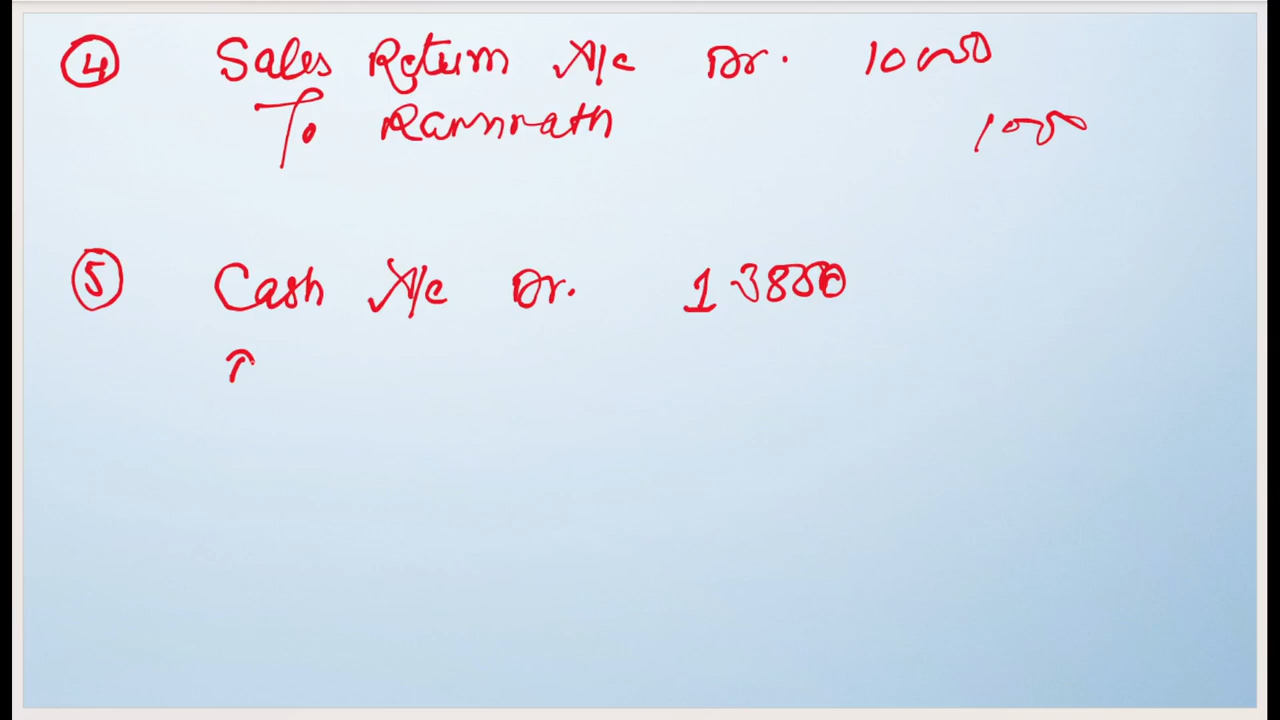 4 Sales Return A/c Dr. 1000
To Ramnath 1000
5 Cash A/c Dr. 13800